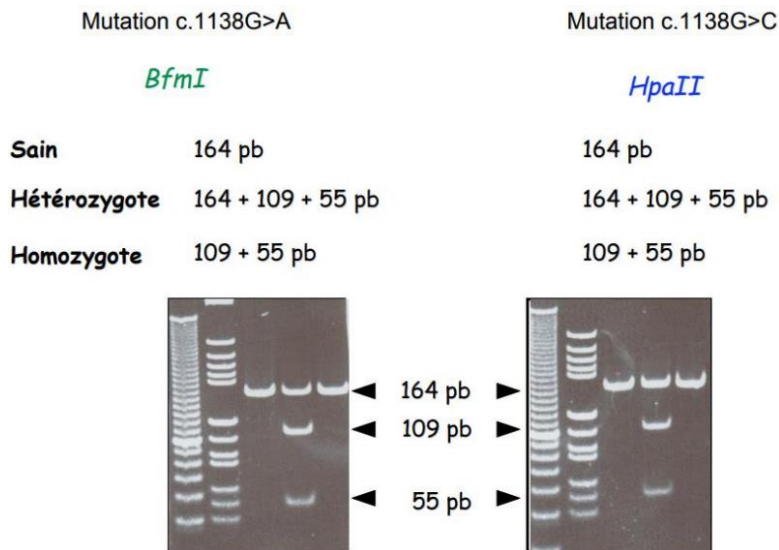 Mutation c.1138G>A Mutation c.1138G>C
BfmI HpaII
Sain 164 pb 164 pb
Hétérozygote 164 + 109 + 55 pb 164 + 109 + 55 pb
Homozygote 109 + 55 pb 109 + 55 pb
164 pb
109 pb
55 pb